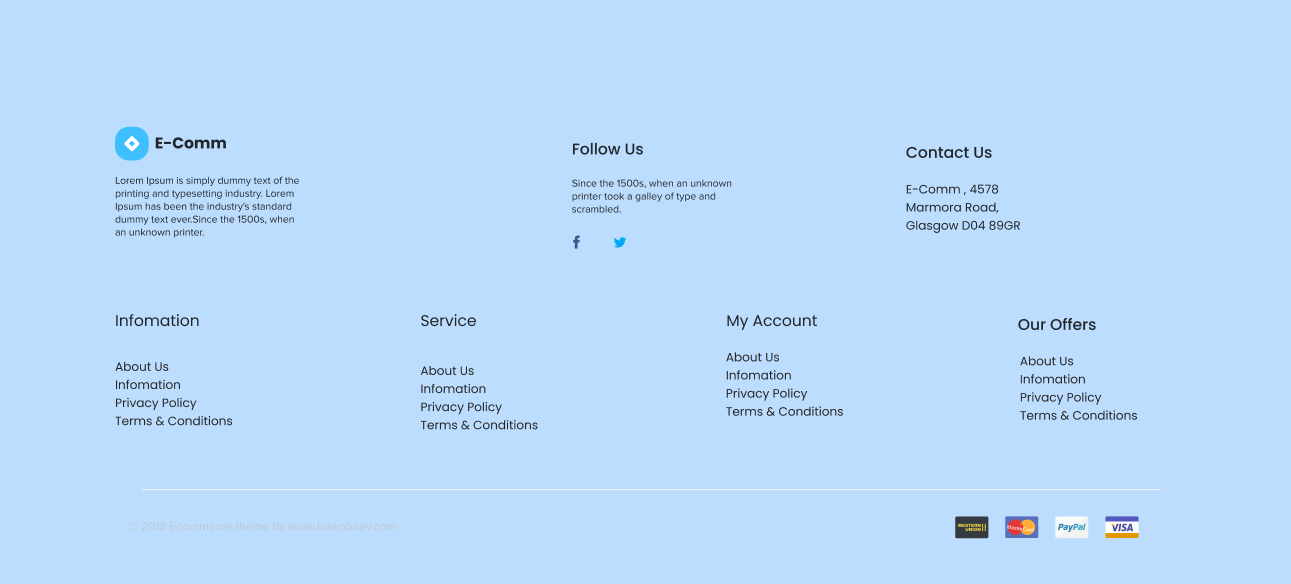 E-Comm
Lorem Ipsum is simply dummy text of the
printing and typesetting industry. Lorem
Ipsum has been the industry's standard
dummy text ever.Since the 1500s, when
an unknown printer.
Follow Us
Since the 1500s, when an unknown
printer took a galley of type and
scrambled.
Contact Us
E-Comm , 4578
Marmora Road,
Glasgow D04 89GR
Infomation
About Us
Infomation
Privacy Policy
Terms & Conditions
Service
About Us
Infomation
Privacy Policy
Terms & Conditions
My Account
About Us
Infomation
Privacy Policy
Terms & Conditions
Our Offers
About Us
Infomation
Privacy Policy
Terms & Conditions
© 2018 Ecommerce theme by www.bisenbaev.com
WESTERN
UNION
MasterCard
PayPal
VISA